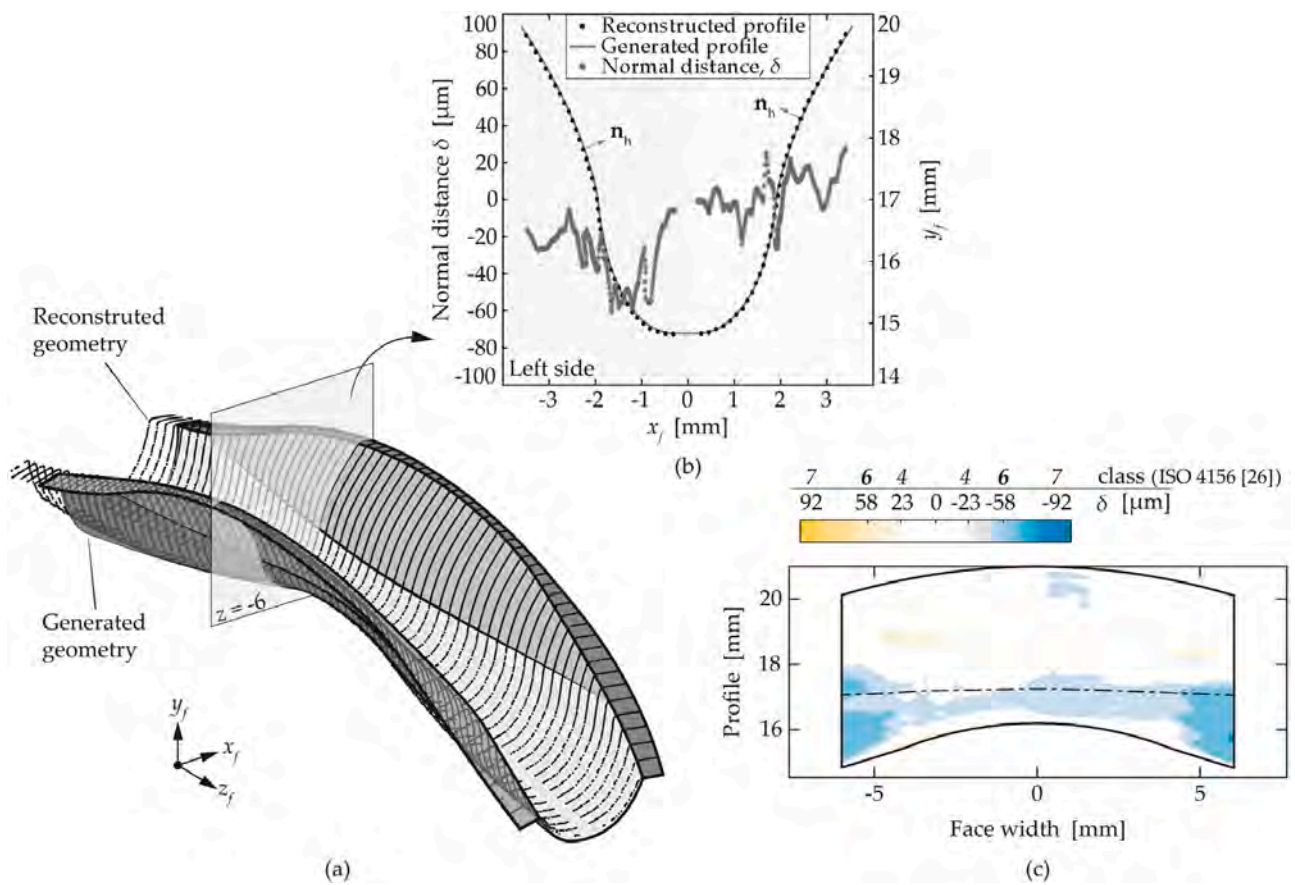 100
80
60
40
20
0
-20
-40
-60
-80
-100
Normal distance δ [μm]
Reconstructed profile
Generated profile
Normal distance, δ
n_h
n_h
20
19
18
17
16
15
14
y_f [mm]
Left side
-3 -2 -1 0 1 2 3
x_f [mm]
(b)
Reconstruted
geometry
Generated
geometry
z = -6
y_f
x_f
z_f
(a)
7 6 4 4 6 7 class (ISO 4156 [26])
92 58 23 0 -23 -58 -92 δ [μm]
20
18
16
Profile [mm]
-5 0 5
Face width [mm]
(c)